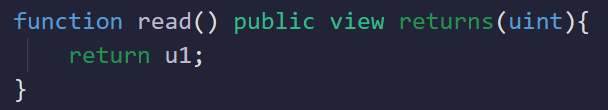 function read() public view returns(uint){
    return u1;
}